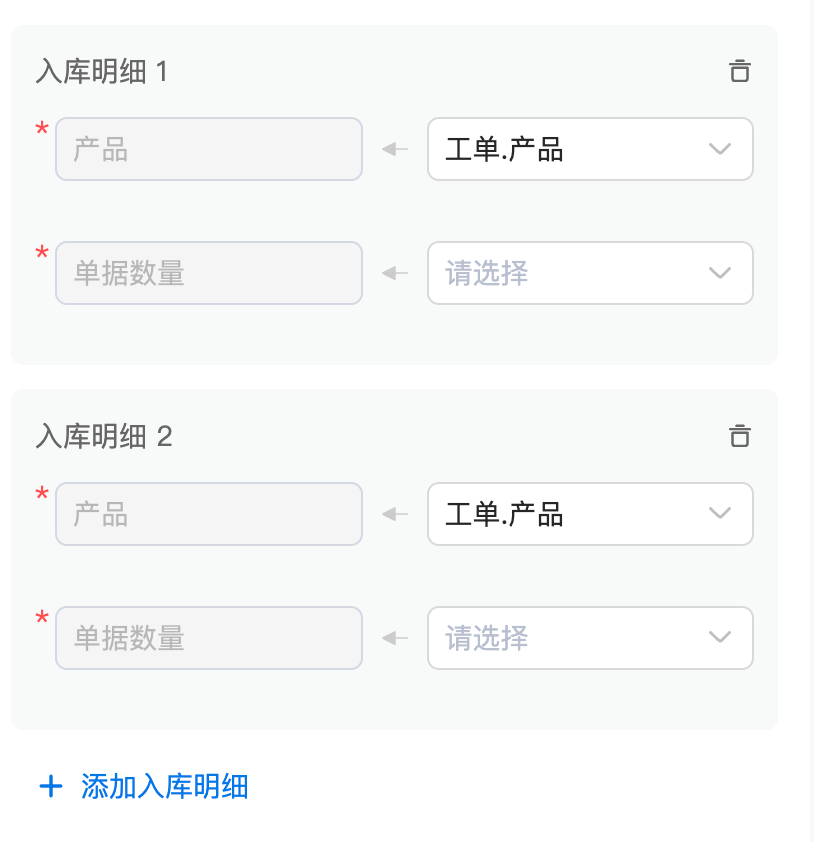 入库明细 1
* 产品 工单.产品
* 单据数量 请选择
入库明细 2
* 产品 工单.产品
* 单据数量 请选择
+ 添加入库明细